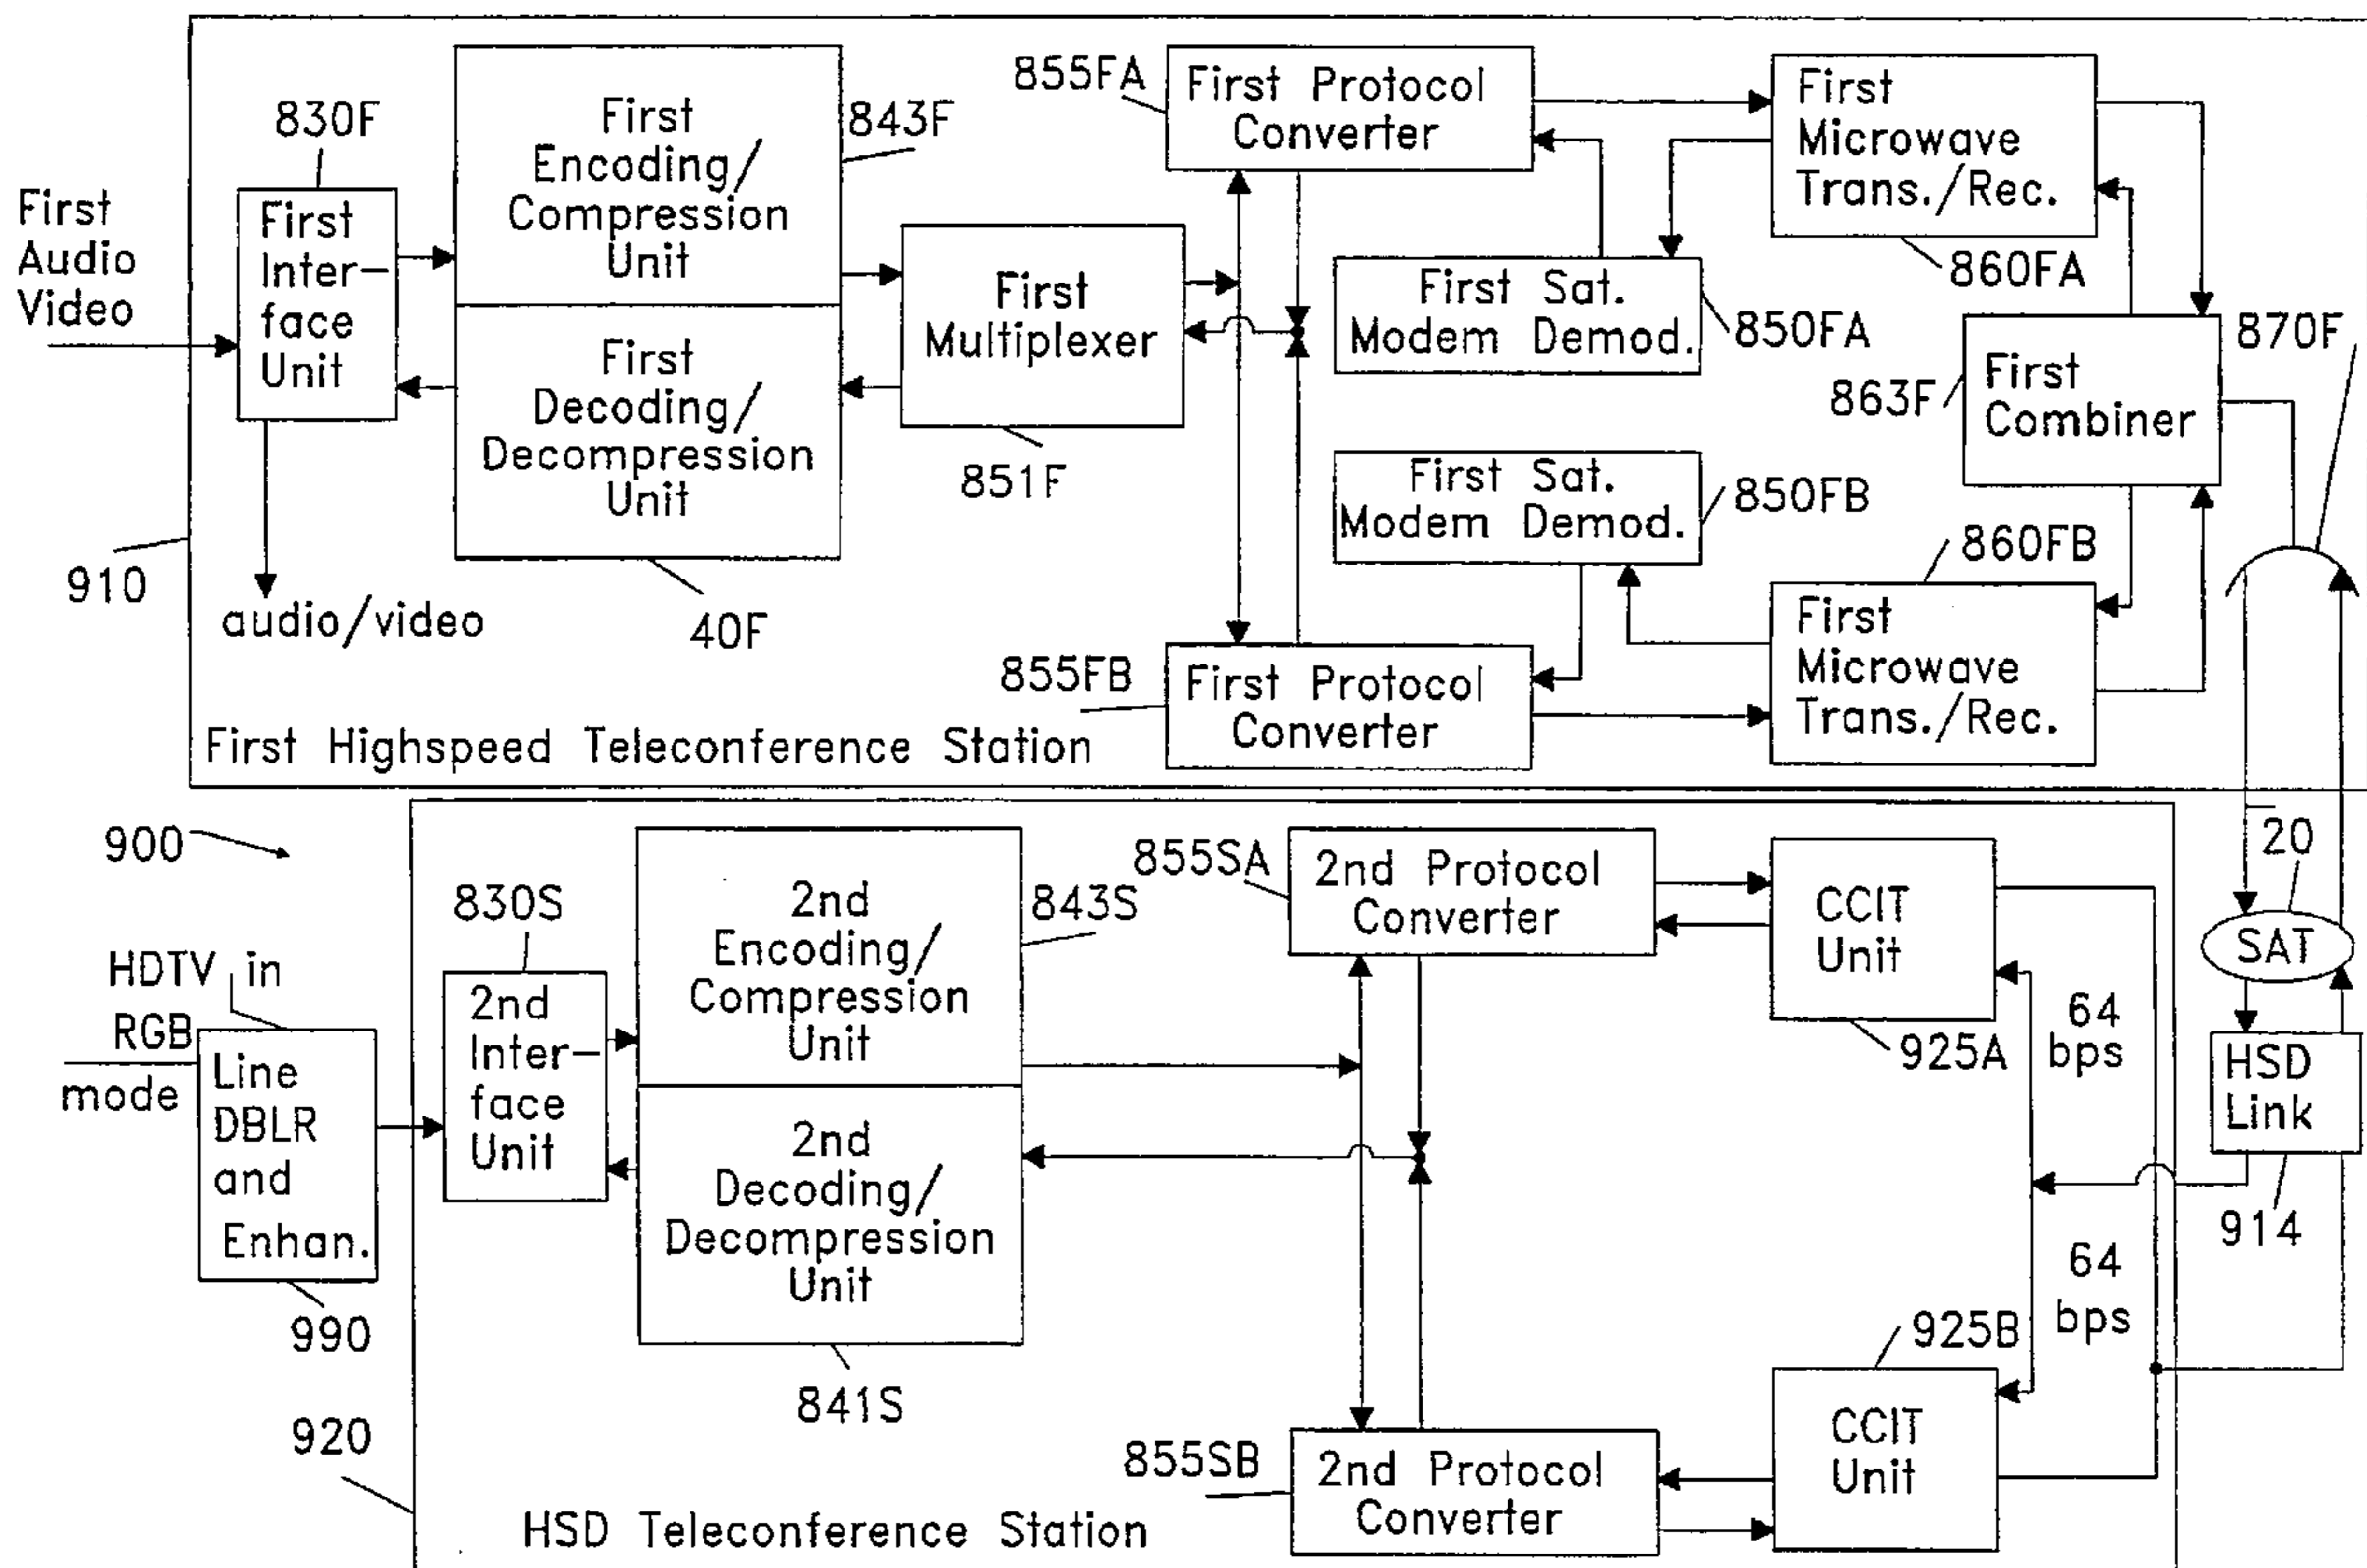 First
Audio
Video
830F
First
Inter-
face
Unit
audio/video
910
First
Encoding/
Compression
Unit
843F
First
Decoding/
Decompression
Unit
40F
First
Multiplexer
851F
855FA
First Protocol
Converter
First Sat.
Modem Demod.
850FA
First Sat.
Modem Demod.
850FB
855FB
First Protocol
Converter
First
Microwave
Trans./Rec.
860FA
863F
First
Combiner
870F
860FB
First
Microwave
Trans./Rec.
First Highspeed Teleconference Station
900
HDTV in
RGB
mode
Line
DBLR
and
Enhan.
990
920
830S
2nd
Inter-
face
Unit
2nd
Encoding/
Compression
Unit
843S
2nd
Decoding/
Decompression
Unit
841S
855SA
2nd Protocol
Converter
855SB
2nd Protocol
Converter
CCIT
Unit
925A
64
bps
64
bps
925B
CCIT
Unit
20
SAT
HSD
Link
914
HSD Teleconference Station